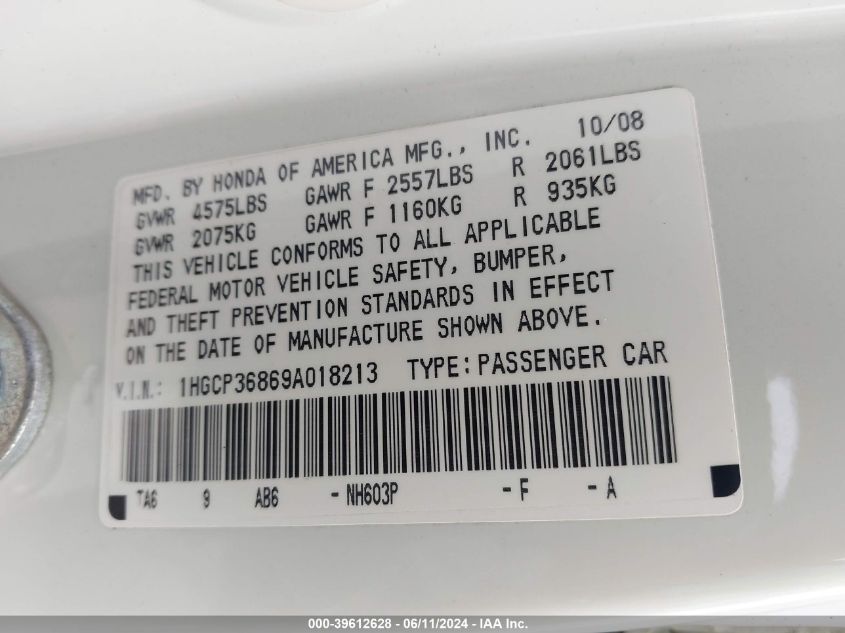 MFD. BY HONDA OF AMERICA MFG., INC. 10/08
GVWR 4575LBS GAWR F 2557LBS R 2061LBS
GVWR 2075KG GAWR F 1160KG R 935KG
THIS VEHICLE CONFORMS TO ALL APPLICABLE
FEDERAL MOTOR VEHICLE SAFETY, BUMPER,
AND THEFT PREVENTION STANDARDS IN EFFECT
ON THE DATE OF MANUFACTURE SHOWN ABOVE.
V.I.N.: 1HGCP36869A018213 TYPE: PASSENGER CAR
TA6 9 AB6 -NH603P -F -A
000-39612628 - 06/11/2024 - IAA Inc.